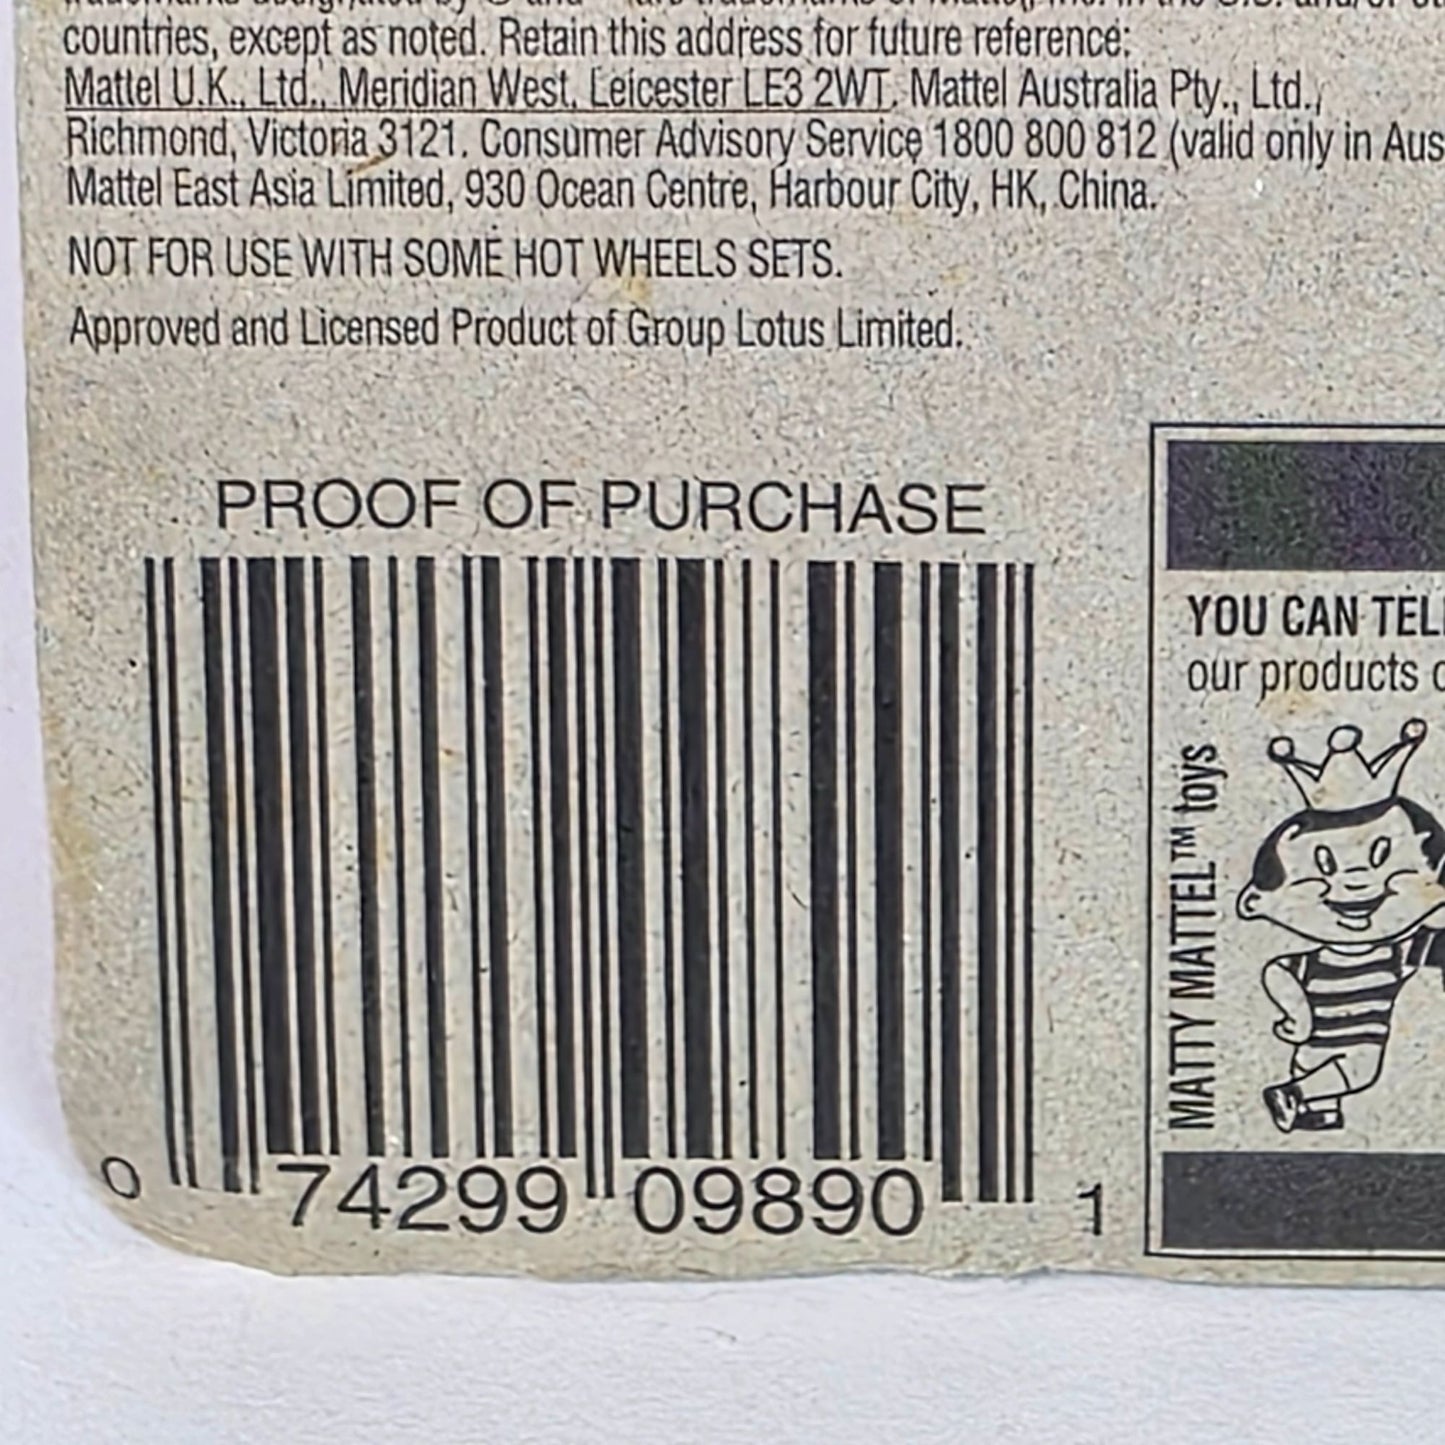 countries, except as noted. Retain this address for future reference:
Mattel U.K., Ltd., Meridian West, Leicester LE3 2WT. Mattel Australia Pty., Ltd.,
Richmond, Victoria 3121. Consumer Advisory Service 1800 800 812 (valid only in Aus
Mattel East Asia Limited, 930 Ocean Centre, Harbour City, HK, China.
NOT FOR USE WITH SOME HOT WHEELS SETS.
Approved and Licensed Product of Group Lotus Limited.
PROOF OF PURCHASE
0 74299 09890 1
YOU CAN TEL
our products
MATTY MATTEL™ toys